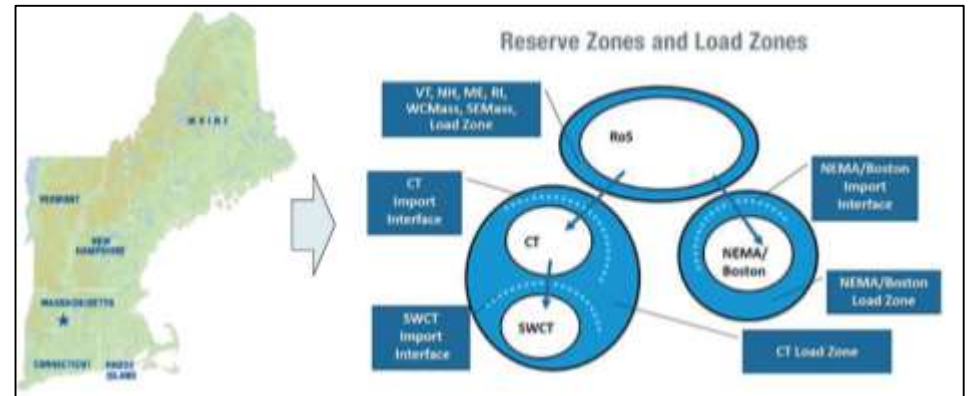 Reserve Zones and Load Zones
MAINE
VERMONT
NEW
HAMPSHIRE
MASSACHUSETTS
CONNECTICUT
RHODE
ISLAND
VT, NH, ME, RI,
WCMass, SEMass,
Load Zone
RoS
CT
Import
Interface
NEMA/Boston
Import
Interface
CT
NEMA/
Boston
NEMA/Boston
Load Zone
SWCT
Import
Interface
SWCT
CT Load Zone